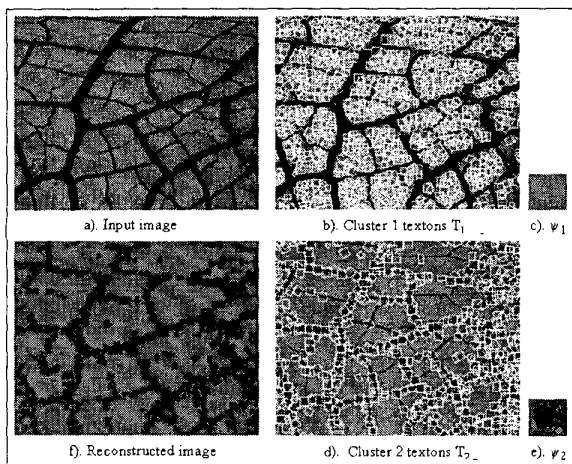 a). Input image
b). Cluster 1 textons T1
c). ψ1
f). Reconstructed image
d). Cluster 2 textons T2
e). ψ2